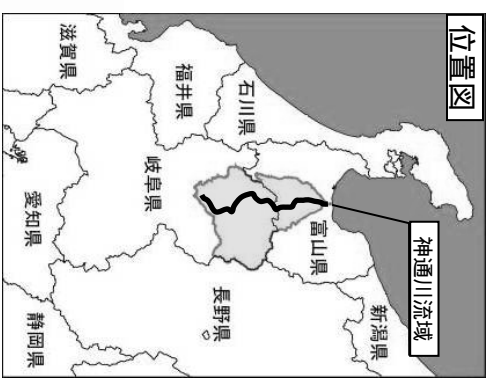 位置図
神通川流域
石川県
富山県
新潟県
福井県
岐阜県
長野県
滋賀県
愛知県
静岡県